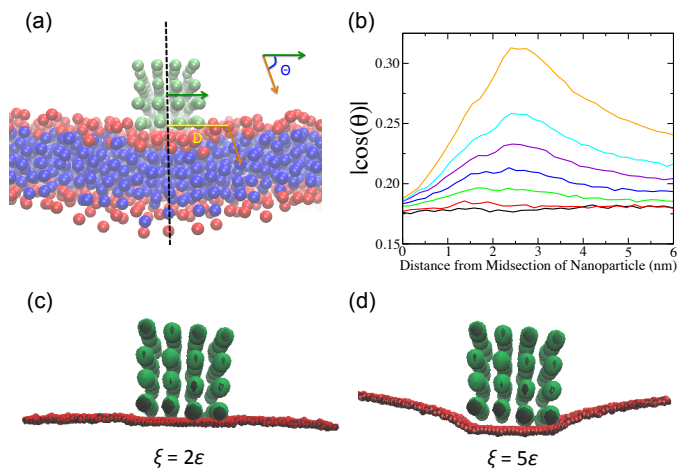 (a)
Θ
D
(b)
|cos(θ)|
0.30
0.25
0.20
0.15
0 1 2 3 4 5 6
Distance from Midsection of Nanoparticle (nm)
(c)
(d)
ξ = 2ε
ξ = 5ε